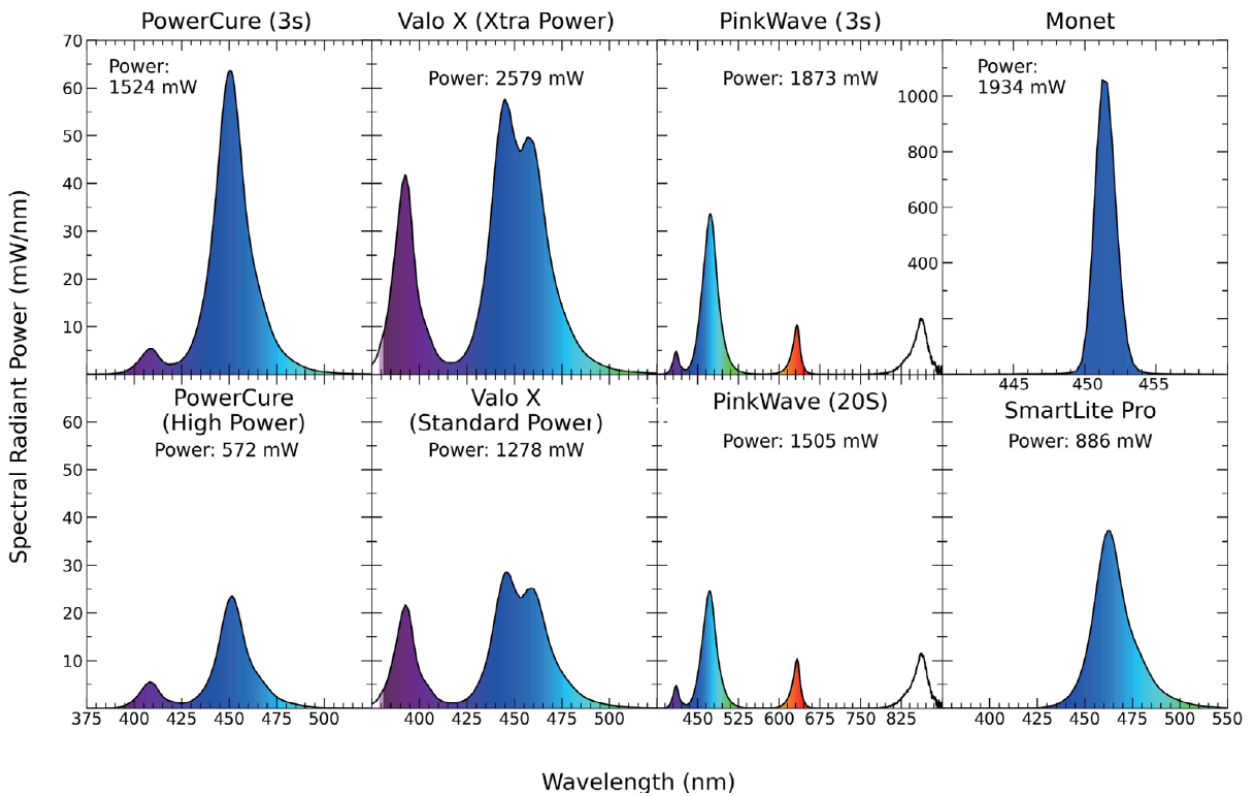 PowerCure (3s)
Valo X (Xtra Power)
PinkWave (3s)
Monet
Power:
1524 mW
Power: 2579 mW
Power: 1873 mW
Power:
1934 mW
70
60
50
40
30
20
10
1000
800
600
400
445 450 455
PowerCure
(High Power)
Power: 572 mW
Valo X
(Standard Power)
Power: 1278 mW
PinkWave (20S)
Power: 1505 mW
SmartLite Pro
Power: 886 mW
60
50
40
30
20
10
375 400 425 450 475 500
400 425 450 475 500
450 525 600 675 750 825
400 425 450 475 500 550
Spectral Radiant Power (mW/nm)
Wavelength (nm)